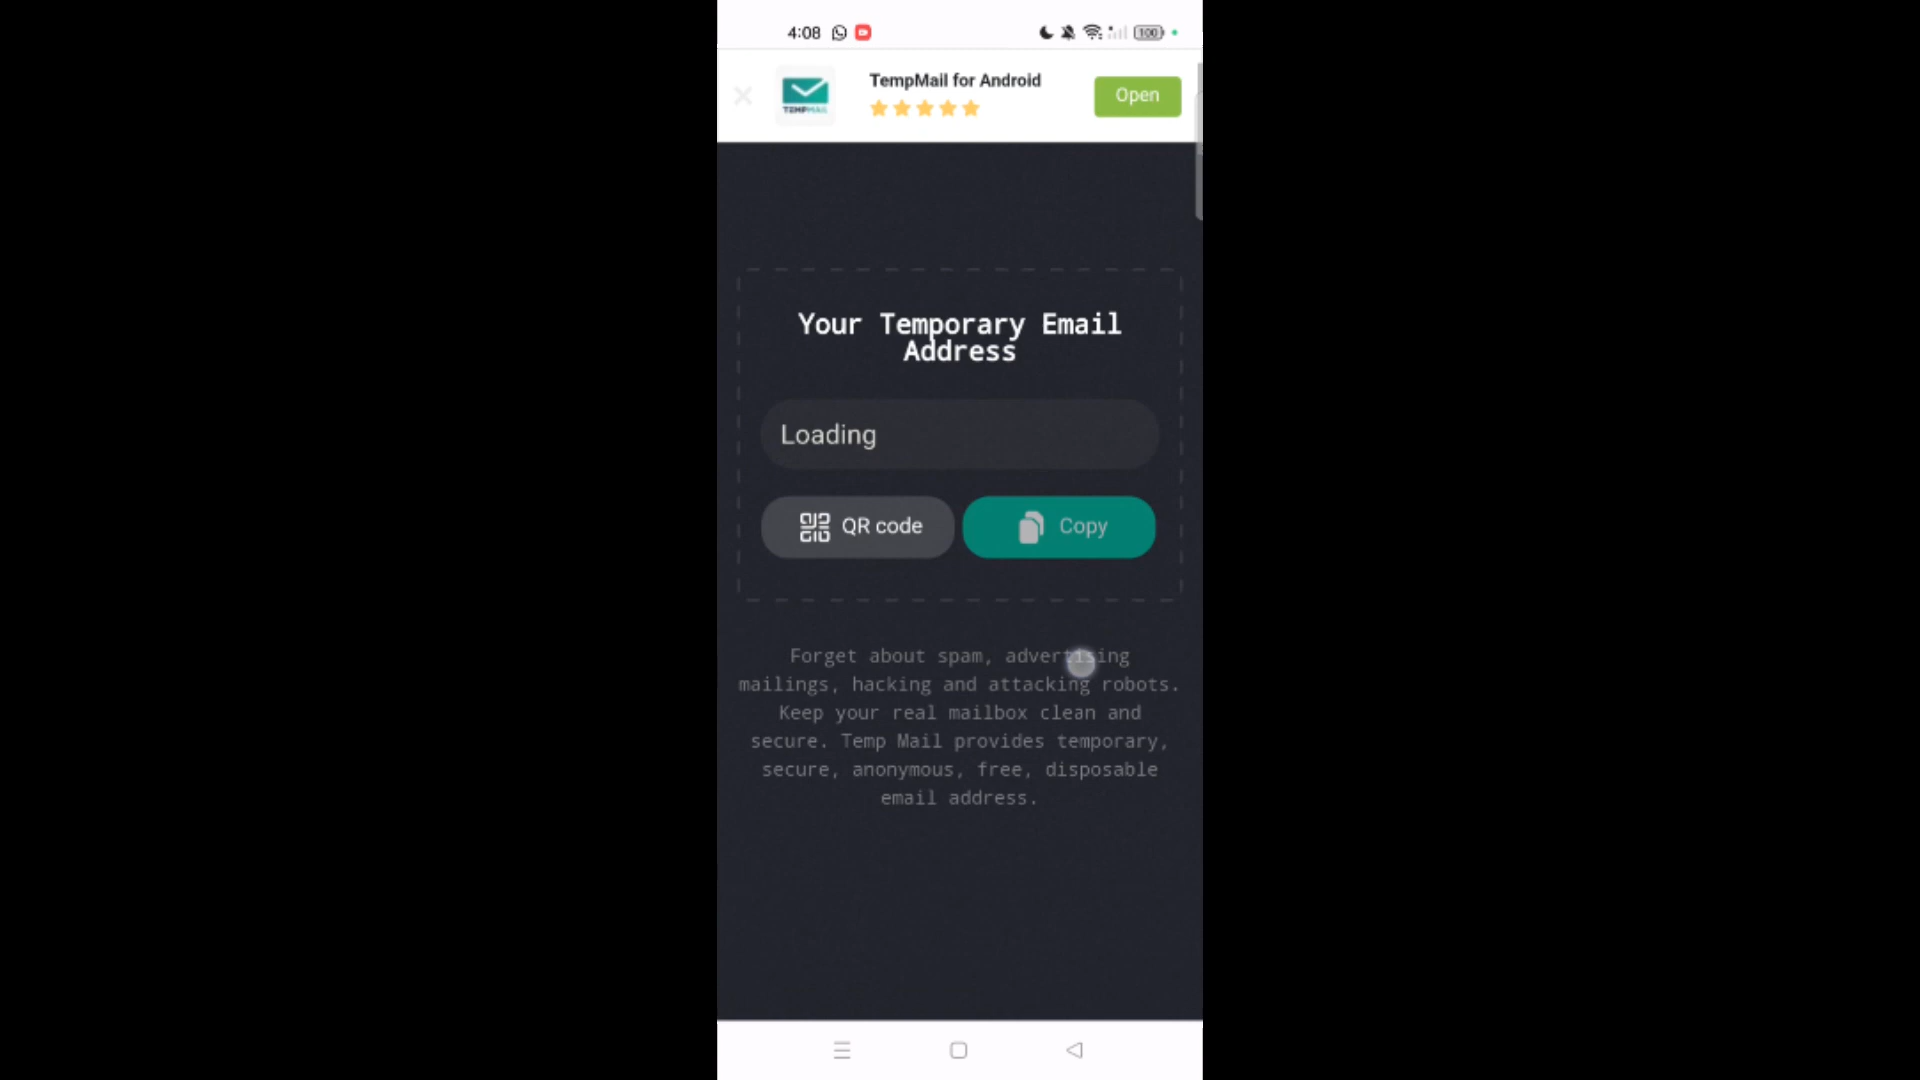 4:08
100
TempMail for Android
TEMPMAIL
Open
Your Temporary Email
Address
Loading
QR code
Copy
Forget about spam, advertising
mailings, hacking and attacking robots.
Keep your real mailbox clean and
secure. Temp Mail provides temporary,
secure, anonymous, free, disposable
email address.